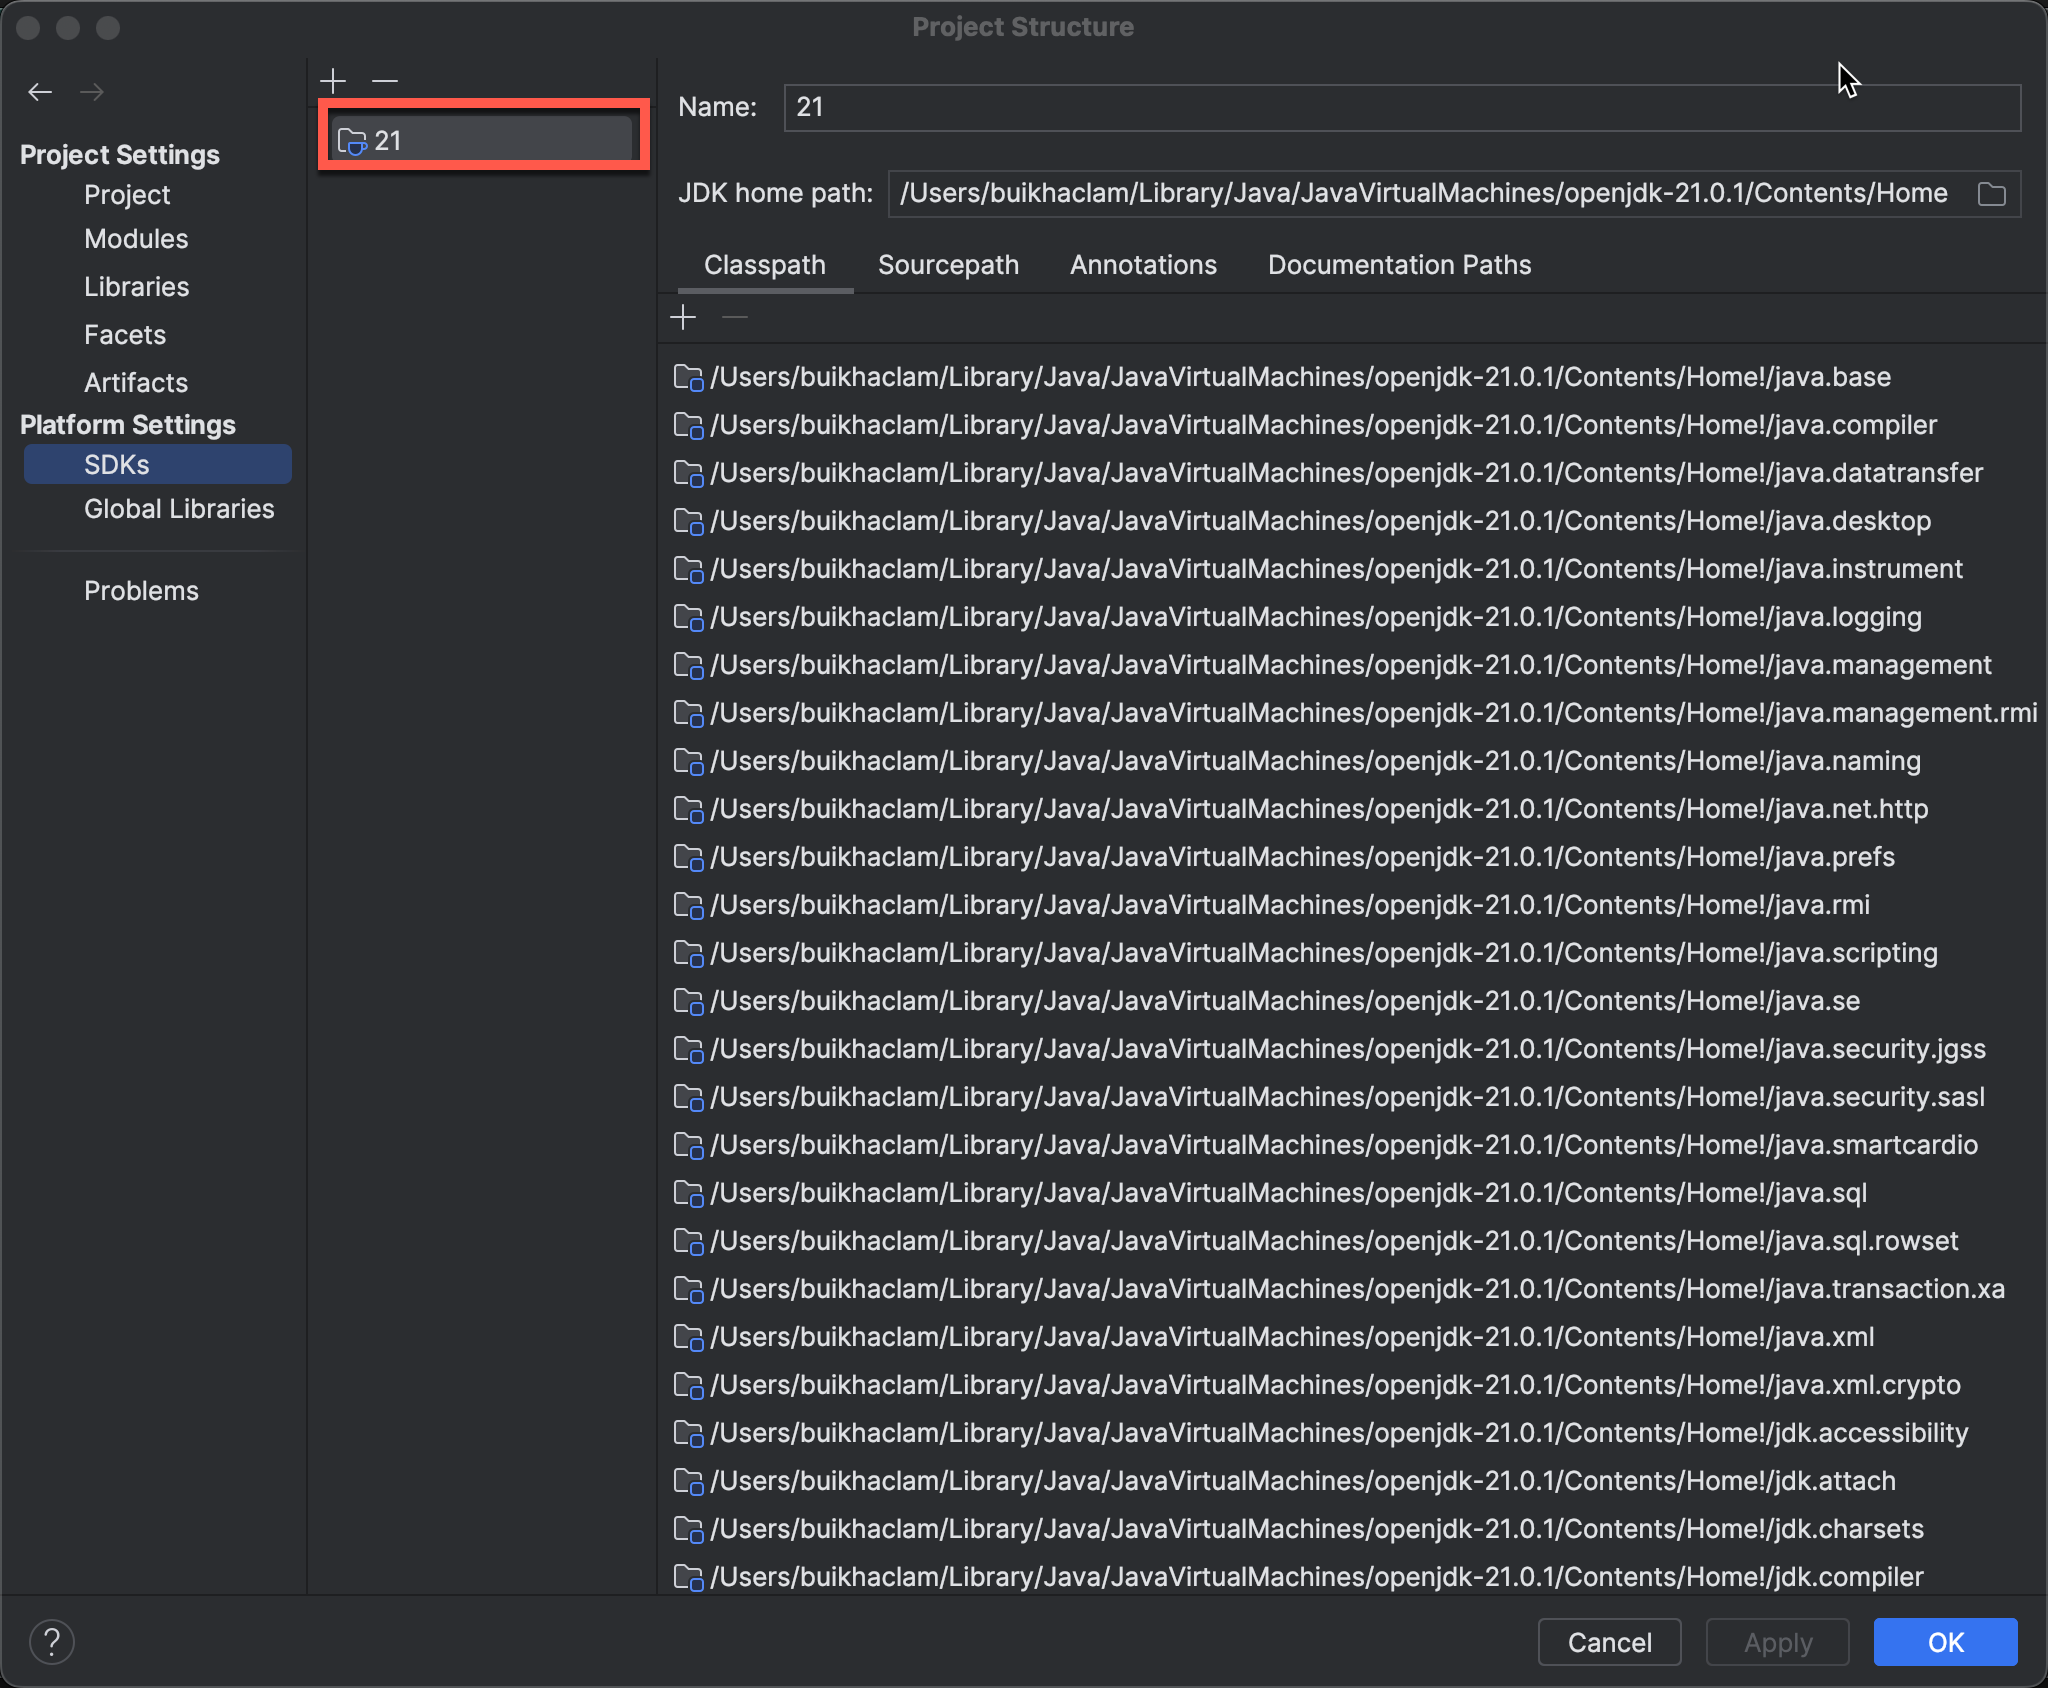 Project Structure
Project Settings
Project
Modules
Libraries
Facets
Artifacts
Platform Settings
SDKs
Global Libraries
Problems
21
Name: 21
JDK home path: /Users/buikhaclam/Library/Java/JavaVirtualMachines/openjdk-21.0.1/Contents/Home
Classpath Sourcepath Annotations Documentation Paths
/Users/buikhaclam/Library/Java/JavaVirtualMachines/openjdk-21.0.1/Contents/Home!/java.base
/Users/buikhaclam/Library/Java/JavaVirtualMachines/openjdk-21.0.1/Contents/Home!/java.compiler
/Users/buikhaclam/Library/Java/JavaVirtualMachines/openjdk-21.0.1/Contents/Home!/java.datatransfer
/Users/buikhaclam/Library/Java/JavaVirtualMachines/openjdk-21.0.1/Contents/Home!/java.desktop
/Users/buikhaclam/Library/Java/JavaVirtualMachines/openjdk-21.0.1/Contents/Home!/java.instrument
/Users/buikhaclam/Library/Java/JavaVirtualMachines/openjdk-21.0.1/Contents/Home!/java.logging
/Users/buikhaclam/Library/Java/JavaVirtualMachines/openjdk-21.0.1/Contents/Home!/java.management
/Users/buikhaclam/Library/Java/JavaVirtualMachines/openjdk-21.0.1/Contents/Home!/java.management.rmi
/Users/buikhaclam/Library/Java/JavaVirtualMachines/openjdk-21.0.1/Contents/Home!/java.naming
/Users/buikhaclam/Library/Java/JavaVirtualMachines/openjdk-21.0.1/Contents/Home!/java.net.http
/Users/buikhaclam/Library/Java/JavaVirtualMachines/openjdk-21.0.1/Contents/Home!/java.prefs
/Users/buikhaclam/Library/Java/JavaVirtualMachines/openjdk-21.0.1/Contents/Home!/java.rmi
/Users/buikhaclam/Library/Java/JavaVirtualMachines/openjdk-21.0.1/Contents/Home!/java.scripting
/Users/buikhaclam/Library/Java/JavaVirtualMachines/openjdk-21.0.1/Contents/Home!/java.se
/Users/buikhaclam/Library/Java/JavaVirtualMachines/openjdk-21.0.1/Contents/Home!/java.security.jgss
/Users/buikhaclam/Library/Java/JavaVirtualMachines/openjdk-21.0.1/Contents/Home!/java.security.sasl
/Users/buikhaclam/Library/Java/JavaVirtualMachines/openjdk-21.0.1/Contents/Home!/java.smartcardio
/Users/buikhaclam/Library/Java/JavaVirtualMachines/openjdk-21.0.1/Contents/Home!/java.sql
/Users/buikhaclam/Library/Java/JavaVirtualMachines/openjdk-21.0.1/Contents/Home!/java.sql.rowset
/Users/buikhaclam/Library/Java/JavaVirtualMachines/openjdk-21.0.1/Contents/Home!/java.transaction.xa
/Users/buikhaclam/Library/Java/JavaVirtualMachines/openjdk-21.0.1/Contents/Home!/java.xml
/Users/buikhaclam/Library/Java/JavaVirtualMachines/openjdk-21.0.1/Contents/Home!/java.xml.crypto
/Users/buikhaclam/Library/Java/JavaVirtualMachines/openjdk-21.0.1/Contents/Home!/jdk.accessibility
/Users/buikhaclam/Library/Java/JavaVirtualMachines/openjdk-21.0.1/Contents/Home!/jdk.attach
/Users/buikhaclam/Library/Java/JavaVirtualMachines/openjdk-21.0.1/Contents/Home!/jdk.charsets
/Users/buikhaclam/Library/Java/JavaVirtualMachines/openjdk-21.0.1/Contents/Home!/jdk.compiler
? Cancel Apply OK